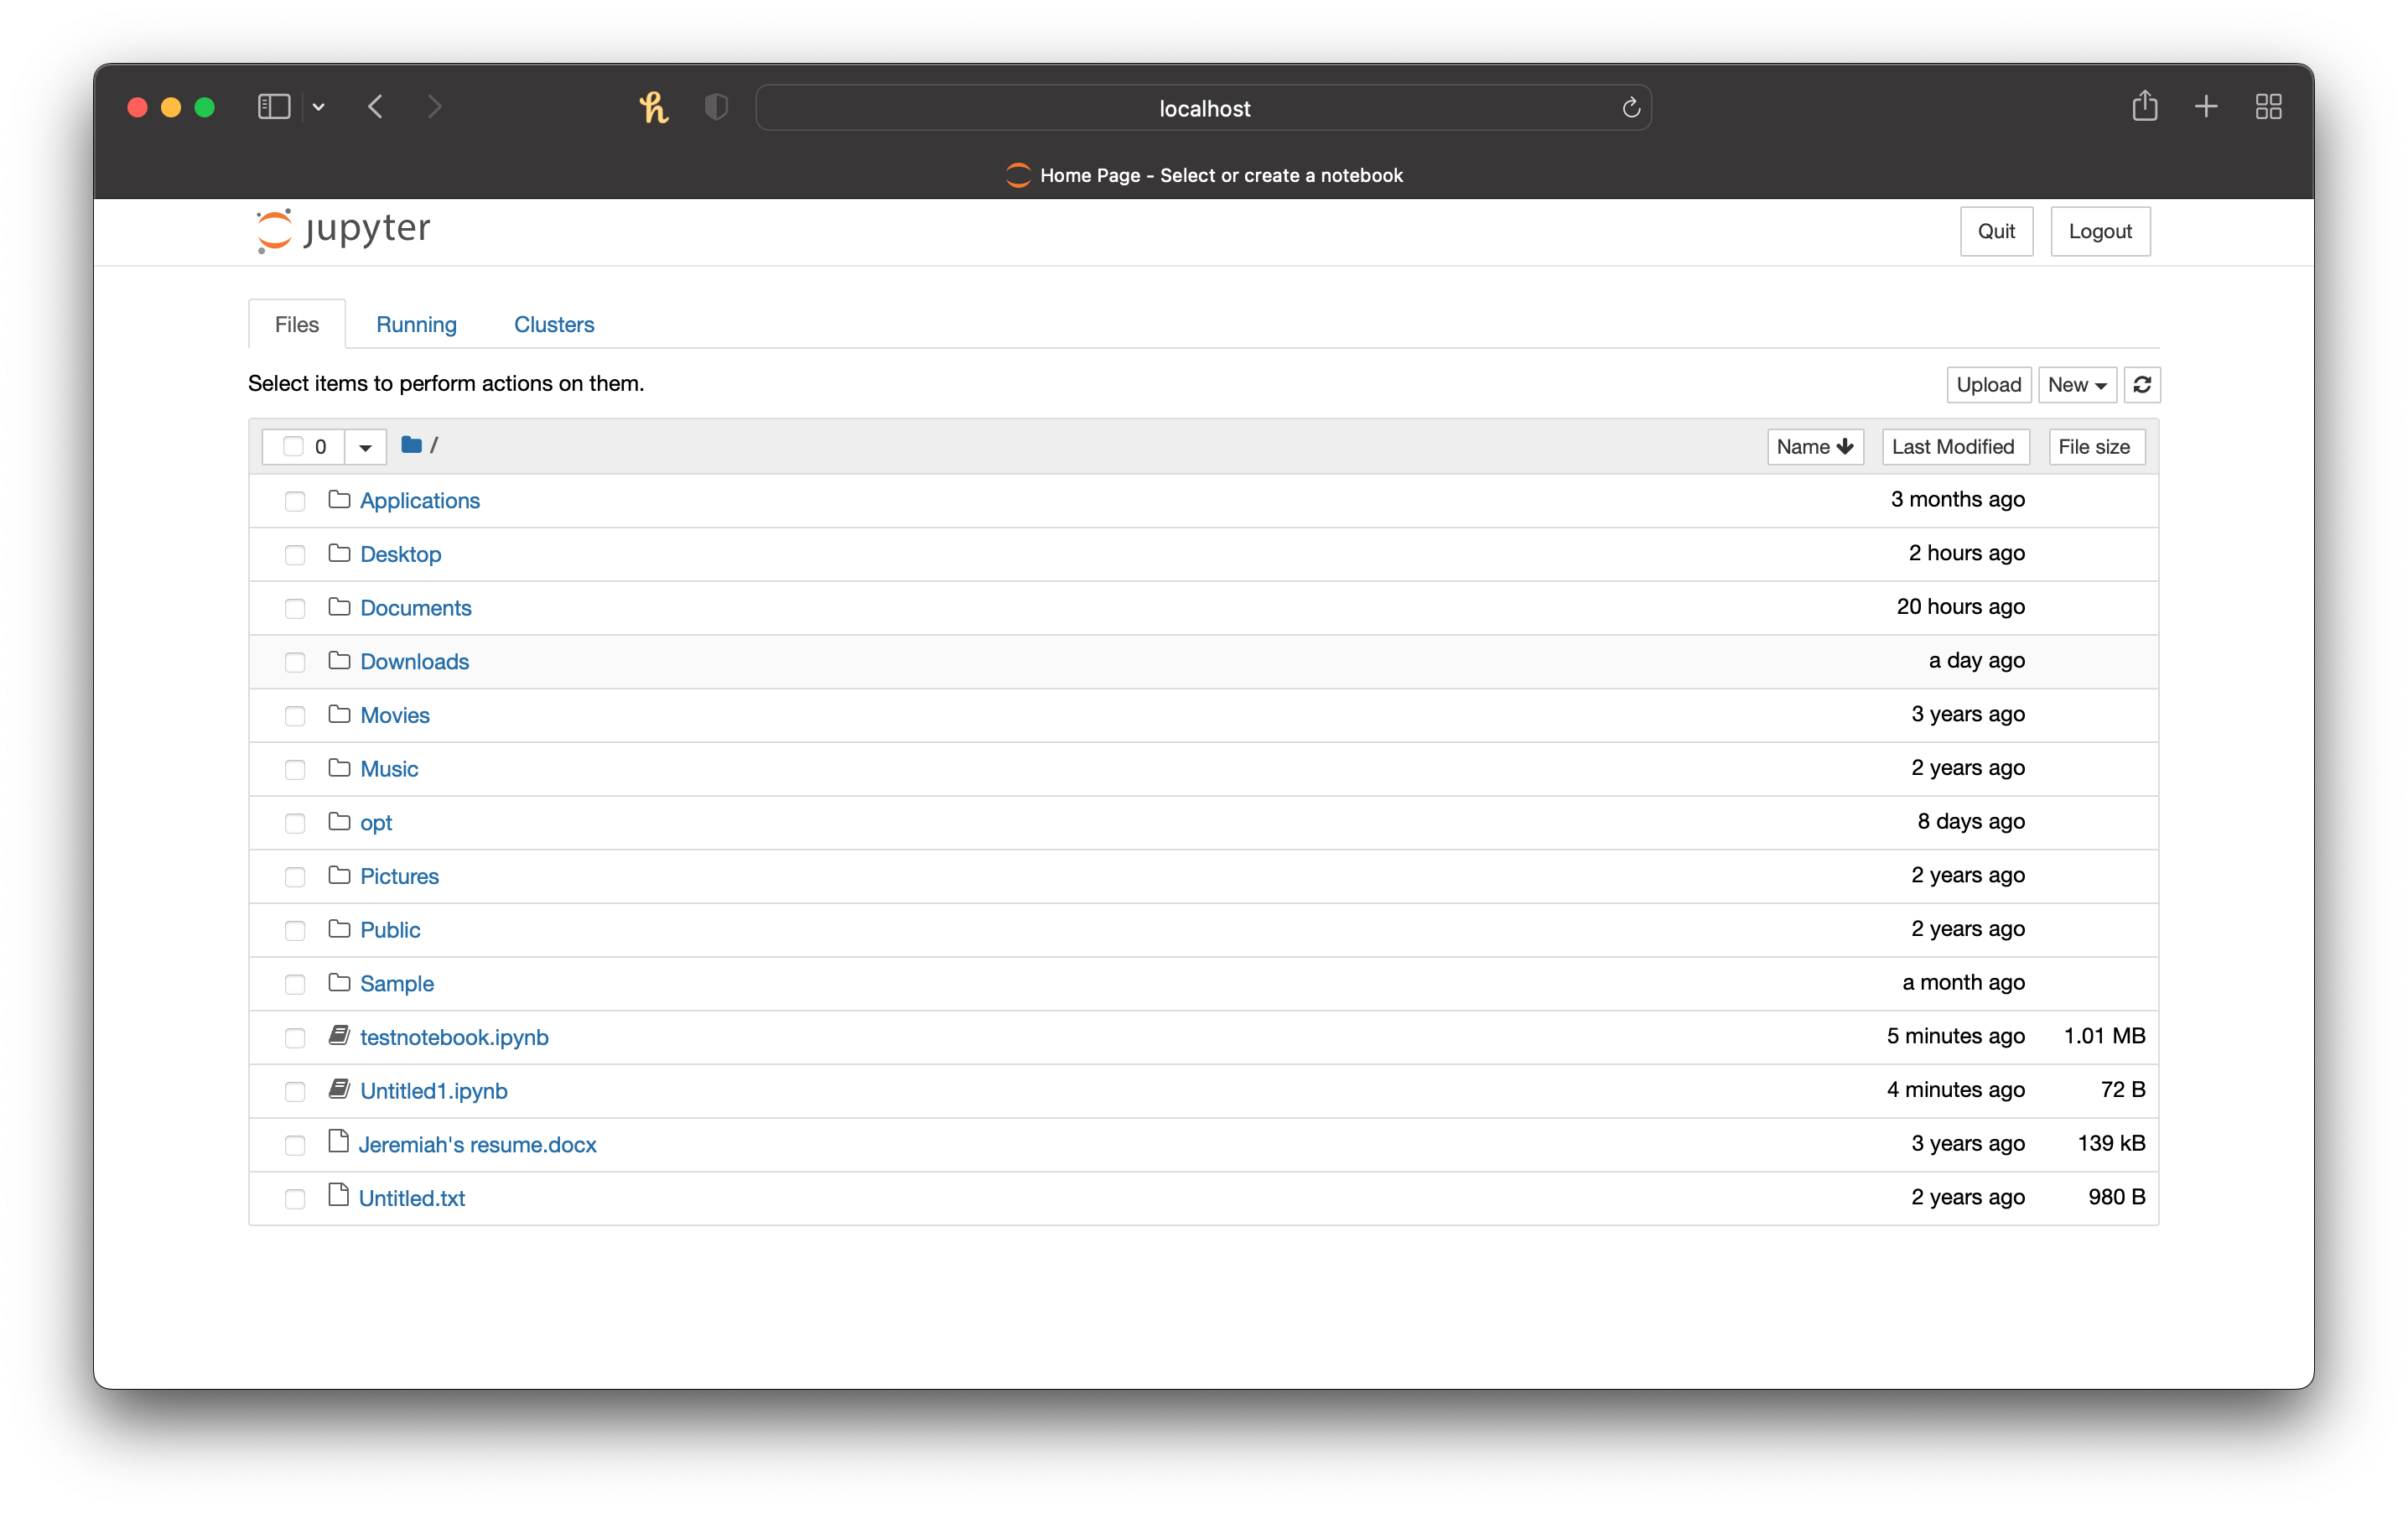 localhost
Home Page - Select or create a notebook
jupyter
Quit Logout
Files Running Clusters
Select items to perform actions on them.
Upload New
0 / Name Last Modified File size
Applications 3 months ago
Desktop 2 hours ago
Documents 20 hours ago
Downloads a day ago
Movies 3 years ago
Music 2 years ago
opt 8 days ago
Pictures 2 years ago
Public 2 years ago
Sample a month ago
testnotebook.ipynb 5 minutes ago 1.01 MB
Untitled1.ipynb 4 minutes ago 72 B
Jeremiah's resume.docx 3 years ago 139 kB
Untitled.txt 2 years ago 980 B